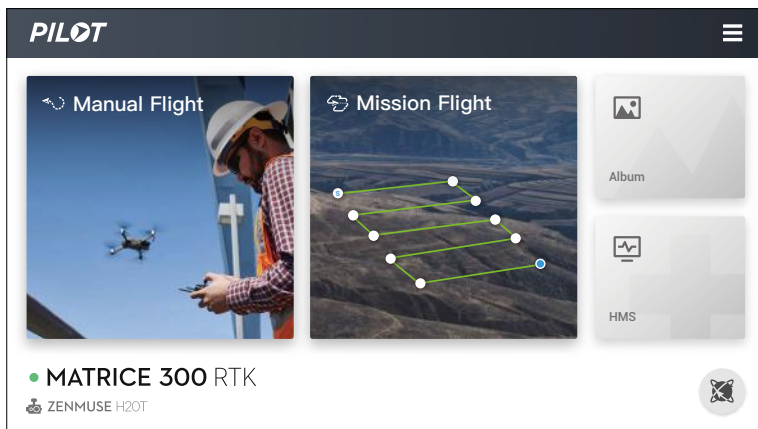 PILOT
Manual Flight
Mission Flight
S
Album
HMS
MATRICE 300 RTK
ZENMUSE H20T